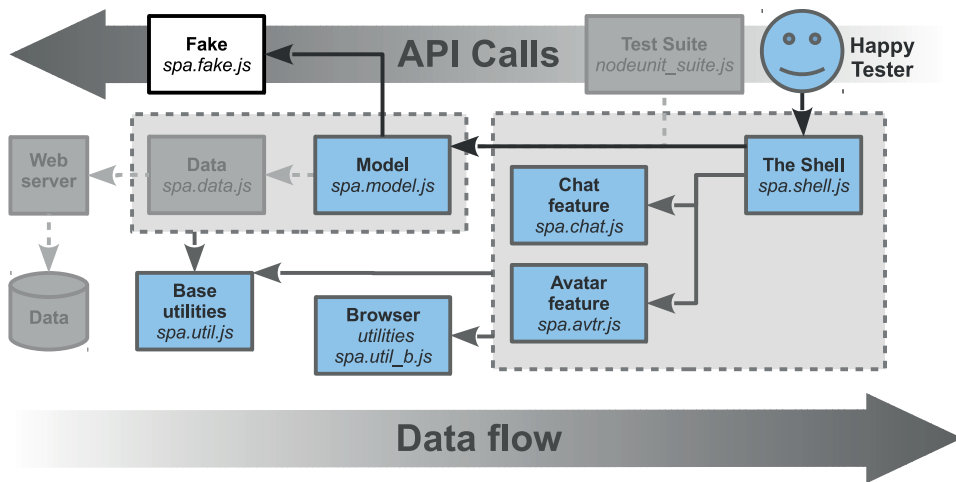 Fake
spa.fake.js
API Calls
Test Suite
nodeunit_suite.js
Happy
Tester
Web
server
Data
spa.data.js
Model
spa.model.js
The Shell
spa.shell.js
Chat
feature
spa.chat.js
Data
Base
utilities
spa.util.js
Browser
utilities
spa.util_b.js
Avatar
feature
spa.avtr.js
Data flow